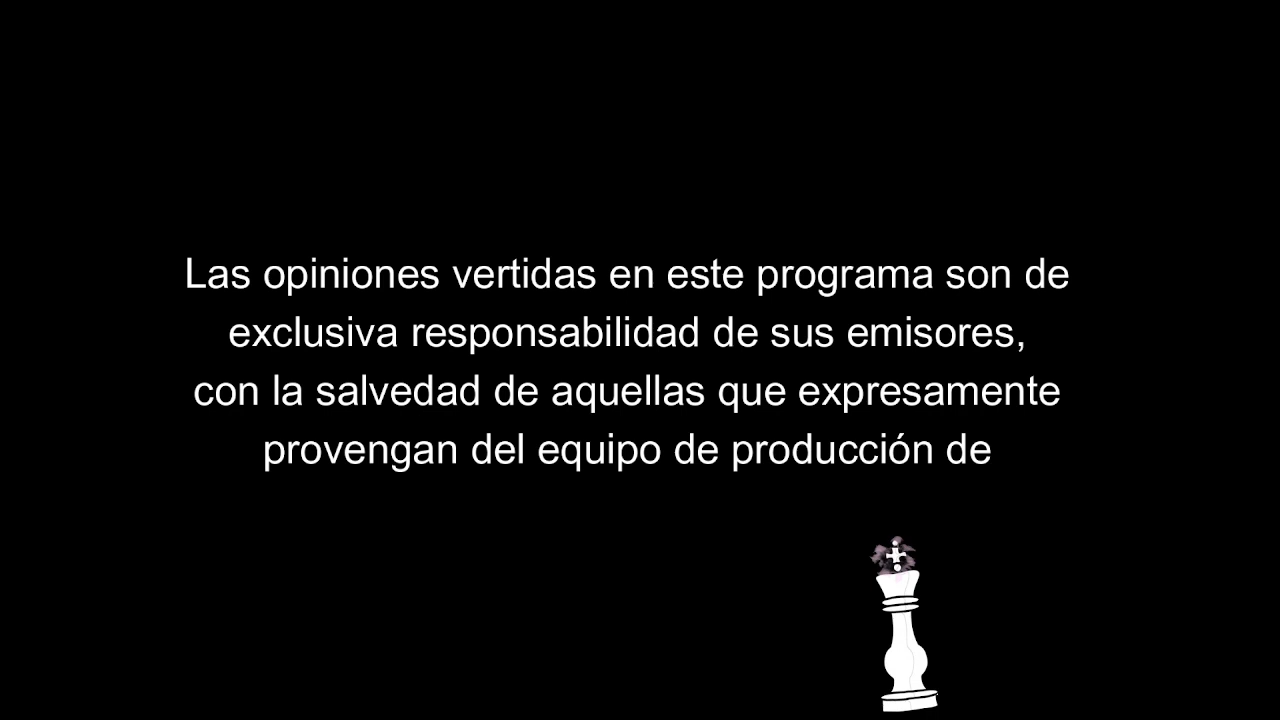 Las opiniones vertidas en este programa son de
exclusiva responsabilidad de sus emisores,
con la salvedad de aquellas que expresamente
provengan del equipo de producción de